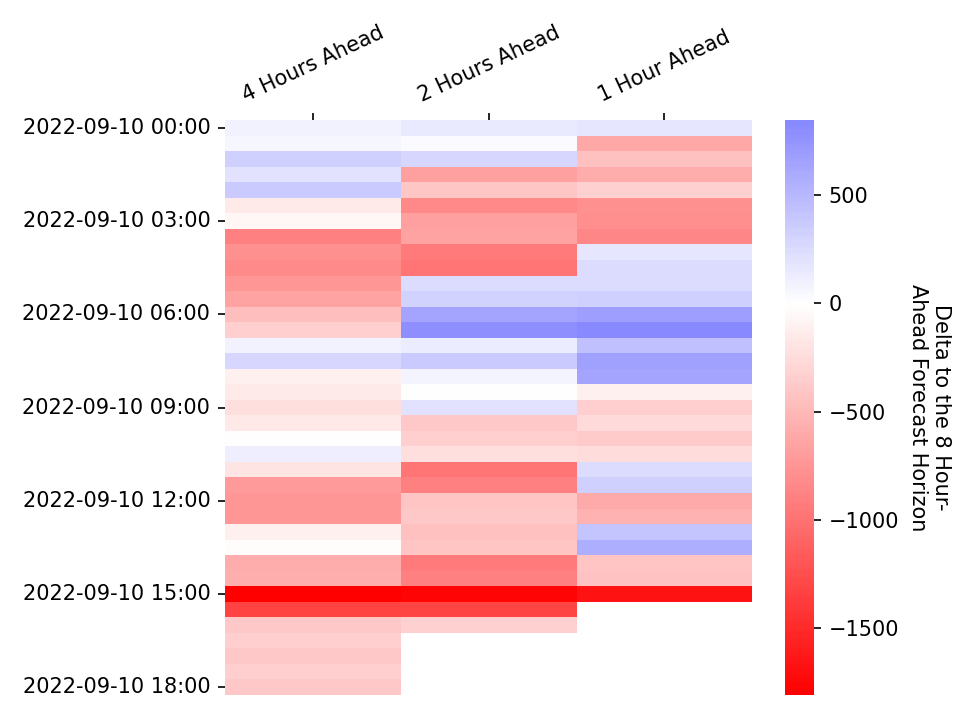 4 Hours Ahead
2 Hours Ahead
1 Hour Ahead
2022-09-10 00:00
2022-09-10 03:00
2022-09-10 06:00
2022-09-10 09:00
2022-09-10 12:00
2022-09-10 15:00
2022-09-10 18:00
500
0
−500
−1000
−1500
Delta to the 8 Hour-
Ahead Forecast Horizon